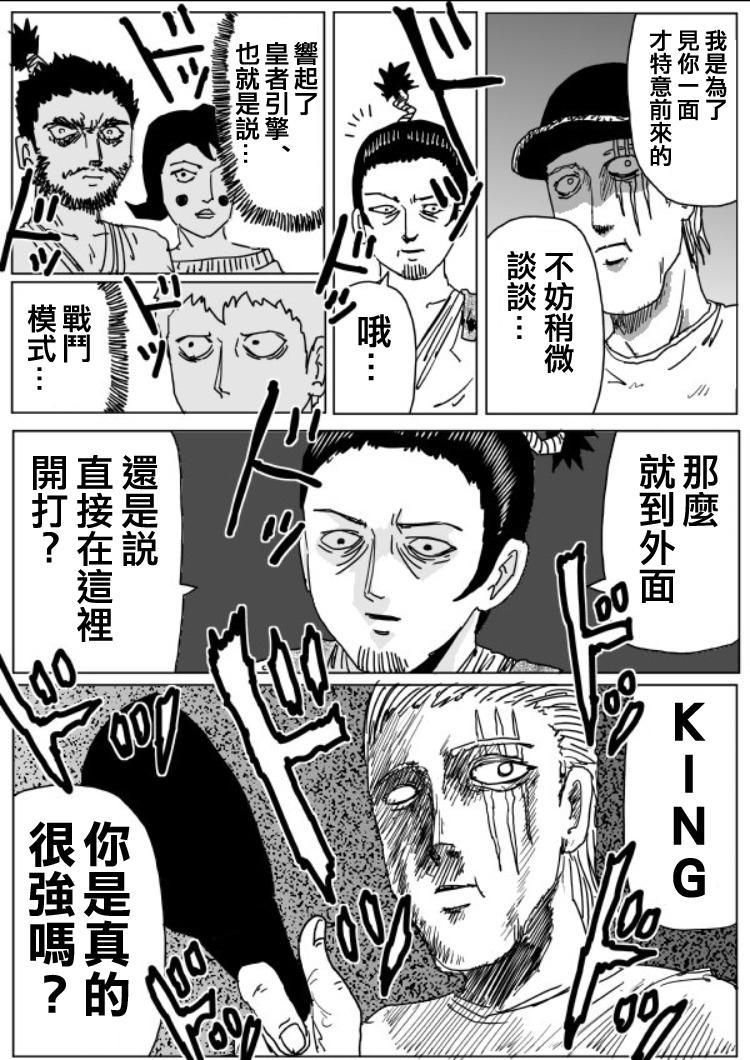 我是為了
見你一面
才特意前來的
不妨稍微
談談…
哦…
響起了
皇者引擎、
也就是說…
戰鬥
模式…
那麼
就到外面
還是說
直接在這裡
開打？
KING
你是真的
很強嗎？
ドドドド
ドッ
ドッ
ドッ
ドッ